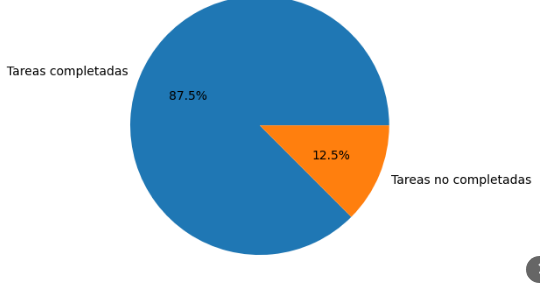 Tareas completadas
87.5%
12.5%
Tareas no completadas